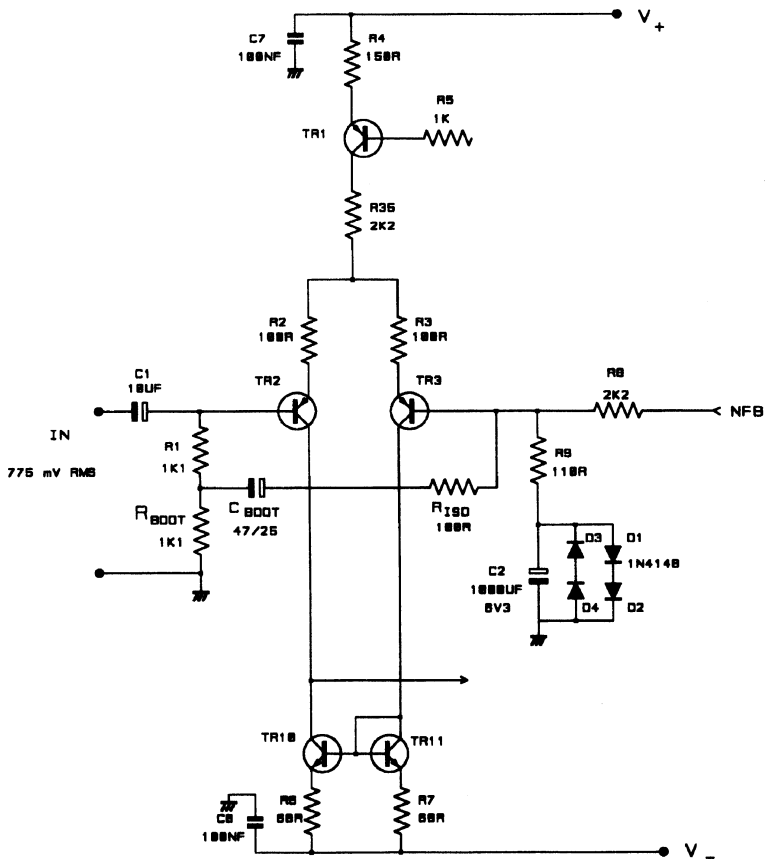 V+
C7
100NF
R4
150R
R5
1K
TR1
R35
2K2
R2
100R
R3
100R
C1
10UF
TR2
TR3
R8
2K2
NFB
IN
775 mV RMS
R1
1K1
R9
110R
RBOOT
1K1
CBOOT
47/25
RISO
100R
D3
D1
1N4148
C2
1000UF
6V3
D4
D2
TR10
TR11
R6
68R
R7
68R
C6
100NF
V-